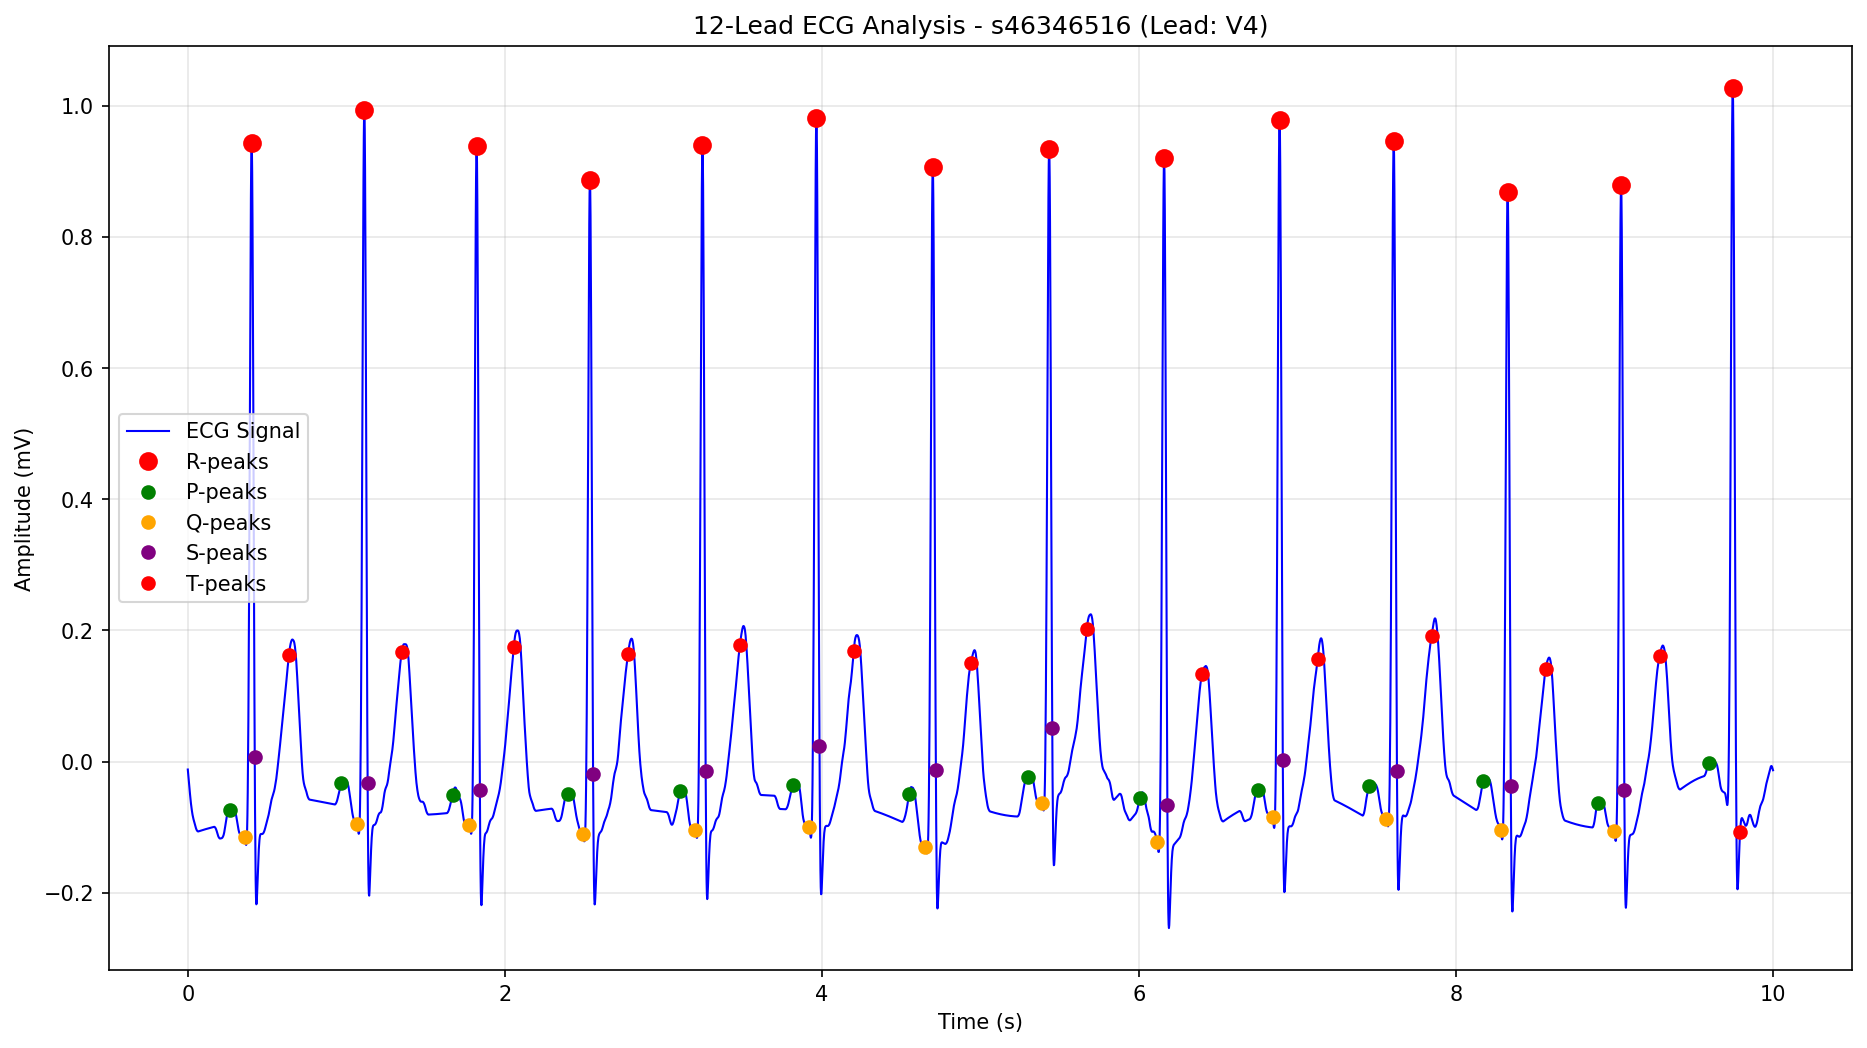 12-Lead ECG Analysis - s46346516 (Lead: V4)
Amplitude (mV)
1.0
0.8
0.6
0.4
0.2
0.0
−0.2
ECG Signal
R-peaks
P-peaks
Q-peaks
S-peaks
T-peaks
0 2 4 6 8 10
Time (s)